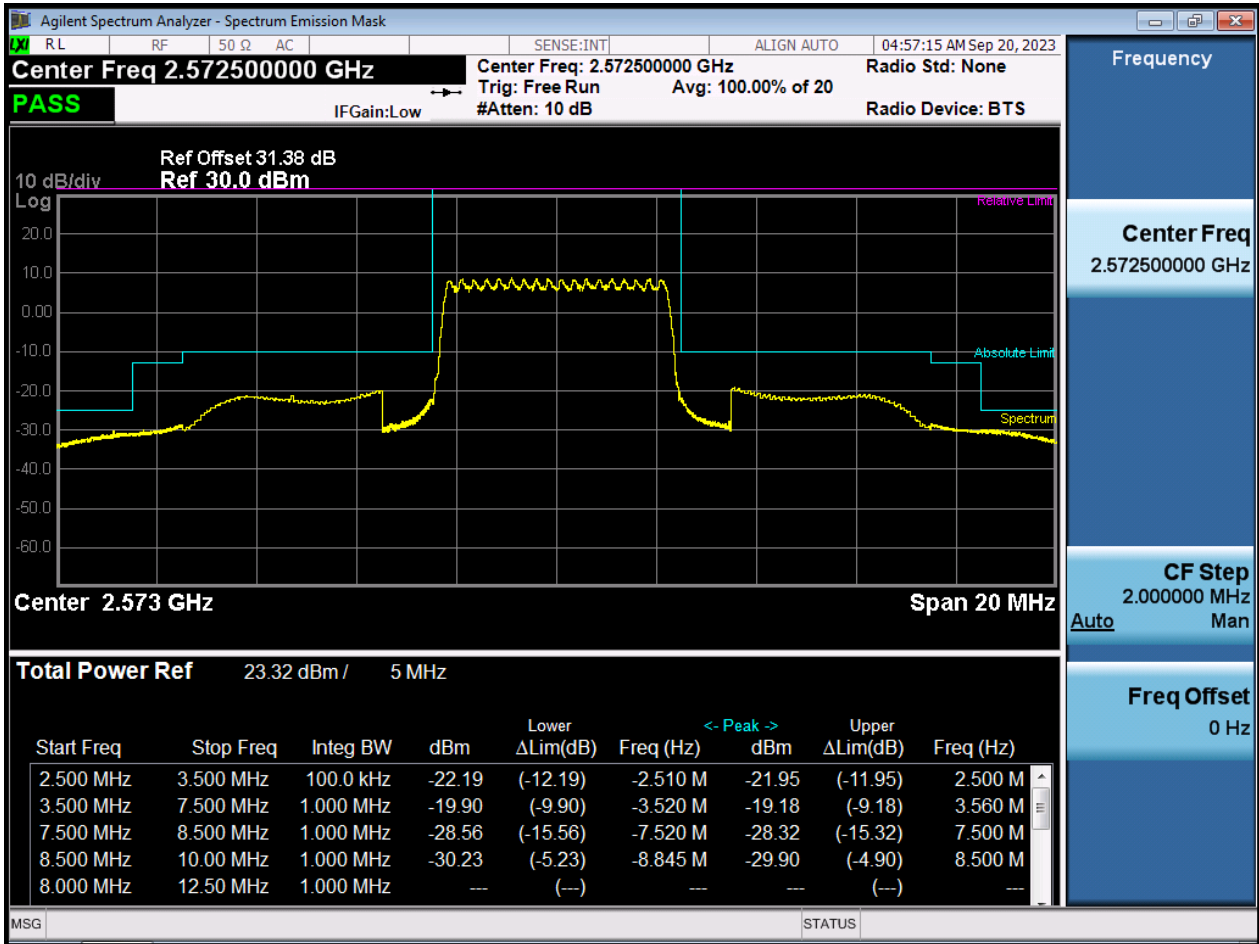 Agilent Spectrum Analyzer - Spectrum Emission Mask
LXI RL RF 50 Ω AC SENSE:INT ALIGN AUTO 04:57:15 AM Sep 20, 2023
Center Freq 2.572500000 GHz
Center Freq: 2.572500000 GHz Radio Std: None
Trig: Free Run Avg: 100.00% of 20
PASS IFGain:Low #Atten: 10 dB Radio Device: BTS
Ref Offset 31.38 dB
10 dB/div Ref 30.0 dBm
Log
Relative Limit
20.0
10.0
0.00
-10.0
Absolute Limit
-20.0
Spectrum
-30.0
-40.0
-50.0
-60.0
Center 2.573 GHz Span 20 MHz
Total Power Ref 23.32 dBm / 5 MHz
Lower <- Peak -> Upper
Start Freq Stop Freq Integ BW dBm ΔLim(dB) Freq (Hz) dBm ΔLim(dB) Freq (Hz)
2.500 MHz 3.500 MHz 100.0 kHz -22.19 (-12.19) -2.510 M -21.95 (-11.95) 2.500 M
3.500 MHz 7.500 MHz 1.000 MHz -19.90 (-9.90) -3.520 M -19.18 (-9.18) 3.560 M
7.500 MHz 8.500 MHz 1.000 MHz -28.56 (-15.56) -7.520 M -28.32 (-15.32) 7.500 M
8.500 MHz 10.00 MHz 1.000 MHz -30.23 (-5.23) -8.845 M -29.90 (-4.90) 8.500 M
8.000 MHz 12.50 MHz 1.000 MHz --- (---) --- --- (---) ---
MSG STATUS
Frequency
Center Freq
2.572500000 GHz
CF Step
2.000000 MHz
Auto Man
Freq Offset
0 Hz